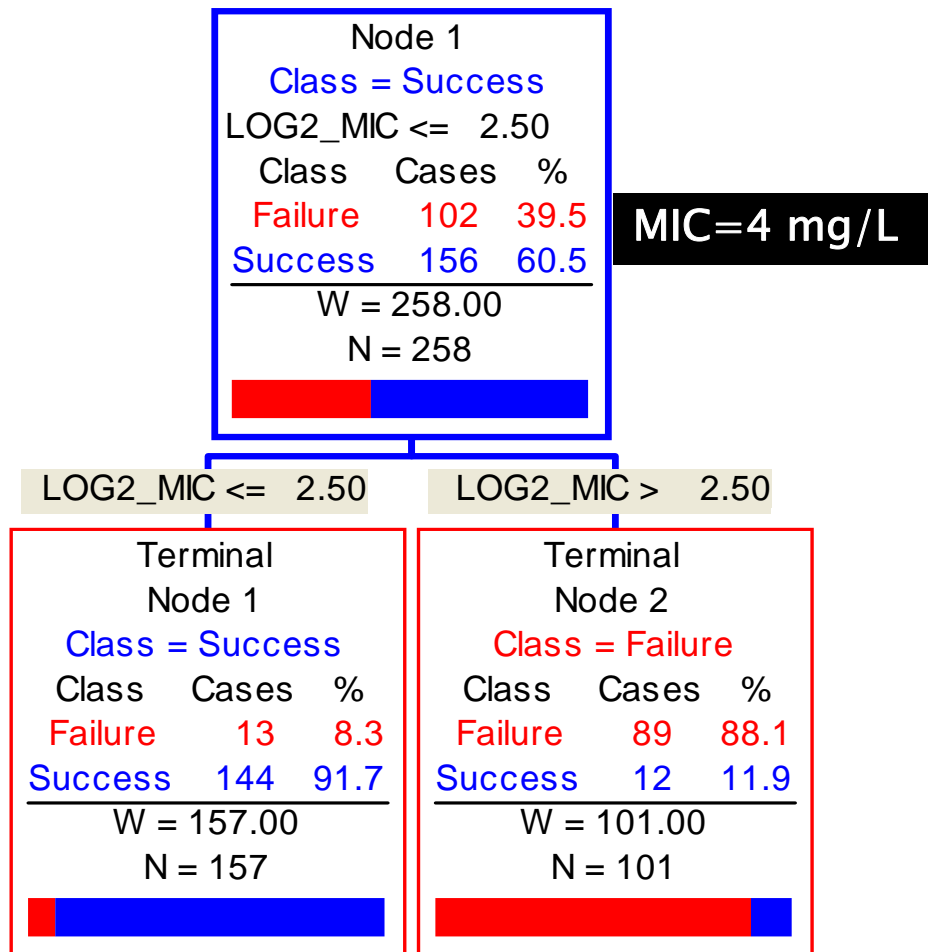 Node 1
Class = Success
LOG2_MIC <= 2.50
Class Cases %
Failure 102 39.5
Success 156 60.5
W = 258.00
N = 258
MIC=4 mg/L
LOG2_MIC <= 2.50
LOG2_MIC > 2.50
Terminal
Node 1
Class = Success
Class Cases %
Failure 13 8.3
Success 144 91.7
W = 157.00
N = 157
Terminal
Node 2
Class = Failure
Class Cases %
Failure 89 88.1
Success 12 11.9
W = 101.00
N = 101